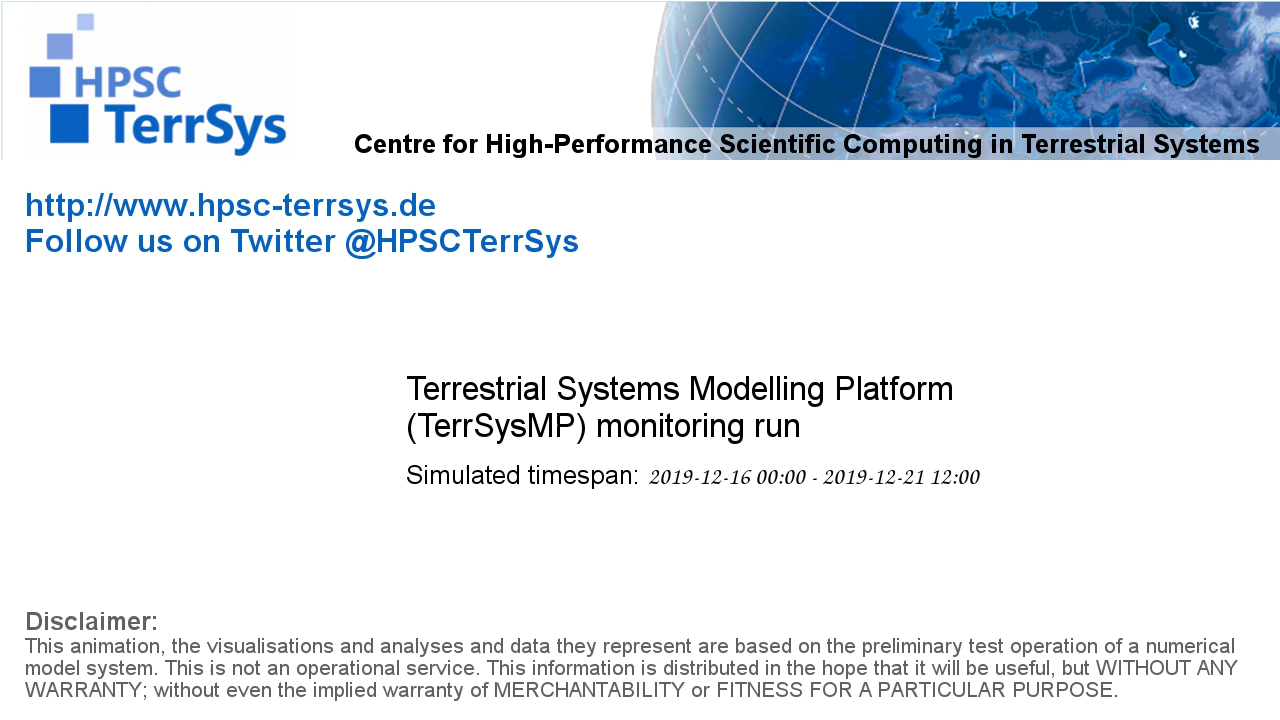 HPSC
TerrSys
Centre for High-Performance Scientific Computing in Terrestrial Systems
http://www.hpsc-terrsys.de
Follow us on Twitter @HPSCTerrSys
Terrestrial Systems Modelling Platform
(TerrSysMP) monitoring run
Simulated timespan: 2019-12-16 00:00 - 2019-12-21 12:00
Disclaimer:
This animation, the visualisations and analyses and data they represent are based on the preliminary test operation of a numerical
model system. This is not an operational service. This information is distributed in the hope that it will be useful, but WITHOUT ANY
WARRANTY; without even the implied warranty of MERCHANTABILITY or FITNESS FOR A PARTICULAR PURPOSE.